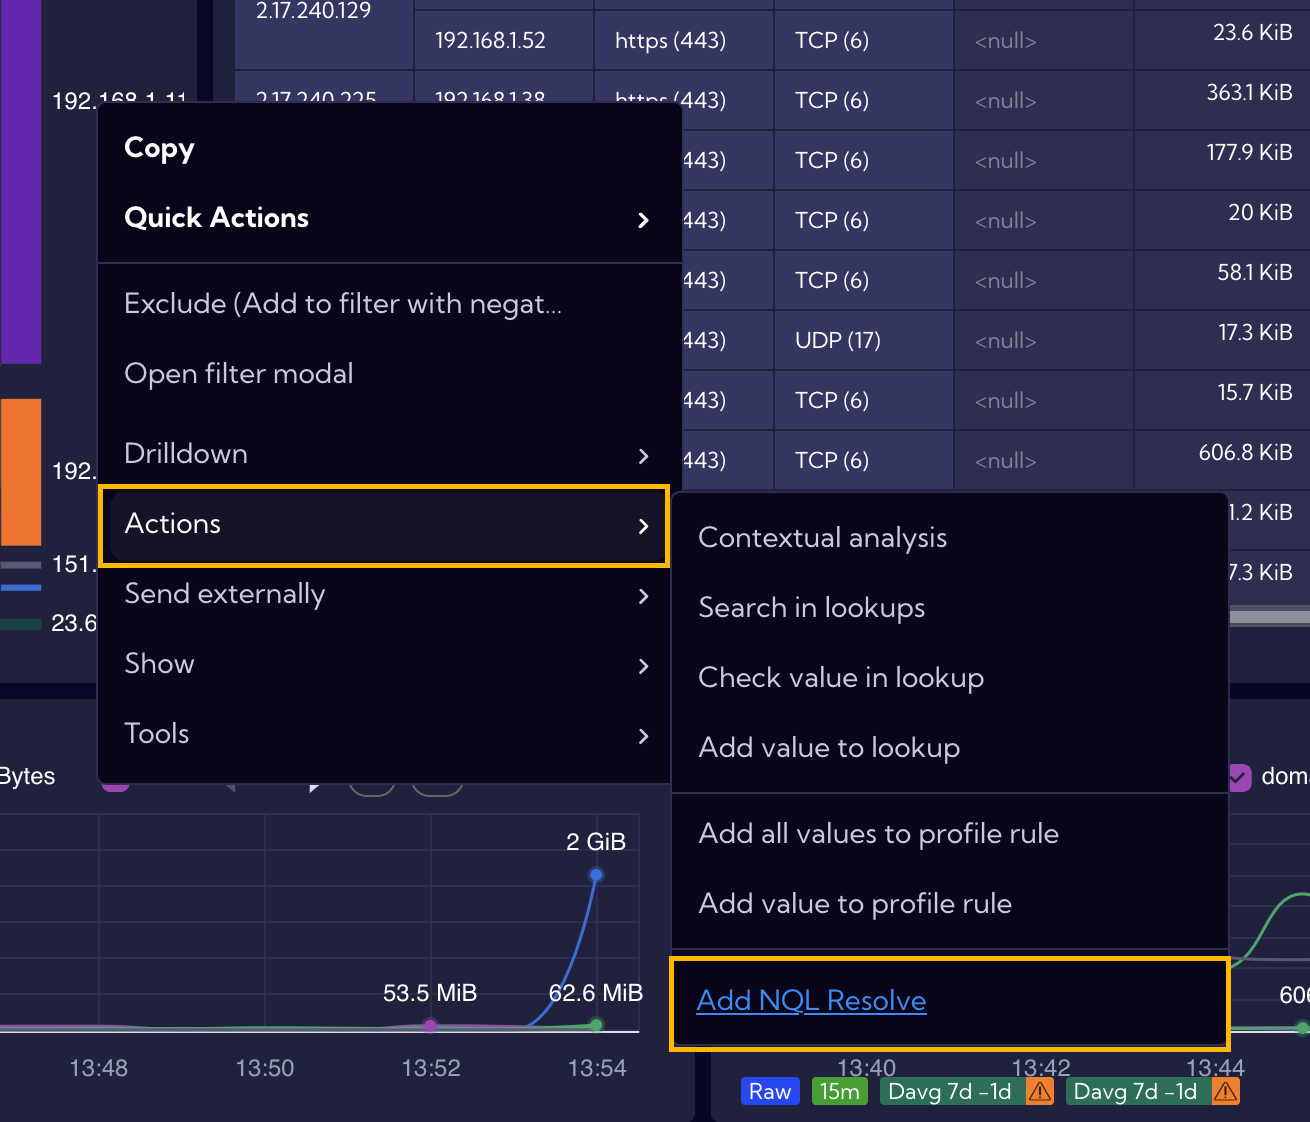 2.17.240.129
192.168.1.52 https (443) TCP (6) <null> 23.6 KiB
192.168.1.11
2.17.240.225 192.168.1.38 https (443) TCP (6) <null> 363.1 KiB
443) TCP (6) <null> 177.9 KiB
443) TCP (6) <null> 20 KiB
443) TCP (6) <null> 58.1 KiB
443) UDP (17) <null> 17.3 KiB
443) TCP (6) <null> 15.7 KiB
443) TCP (6) <null> 606.8 KiB
1.2 KiB
7.3 KiB
192.
151.
23.6
Copy
Quick Actions
Exclude (Add to filter with negat...
Open filter modal
Drilldown
Actions
Send externally
Show
Tools
Contextual analysis
Search in lookups
Check value in lookup
Add value to lookup
Add all values to profile rule
Add value to profile rule
Add NQL Resolve
Bytes
2 GiB
53.5 MiB
62.6 MiB
13:48 13:50 13:52 13:54
doma
606
13:40 13:42 13:44
Raw 15m Davg 7d -1d Davg 7d -1d